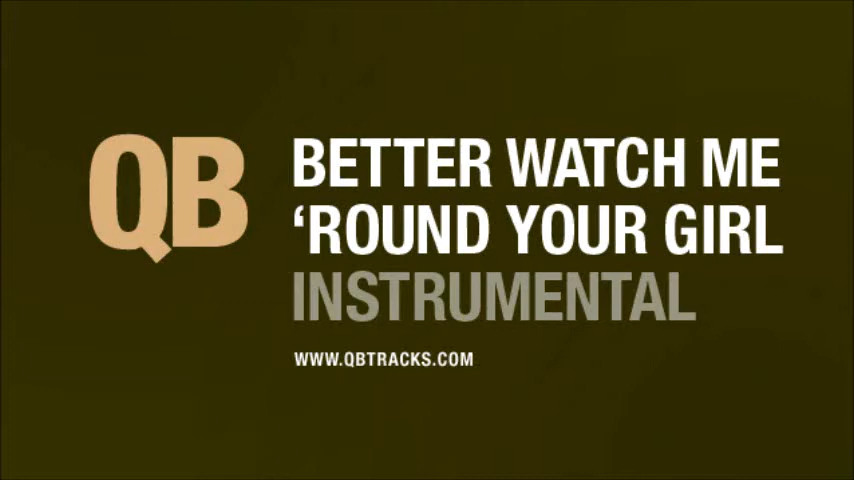 QB
BETTER WATCH ME
‘ROUND YOUR GIRL
INSTRUMENTAL
WWW.QBTRACKS.COM